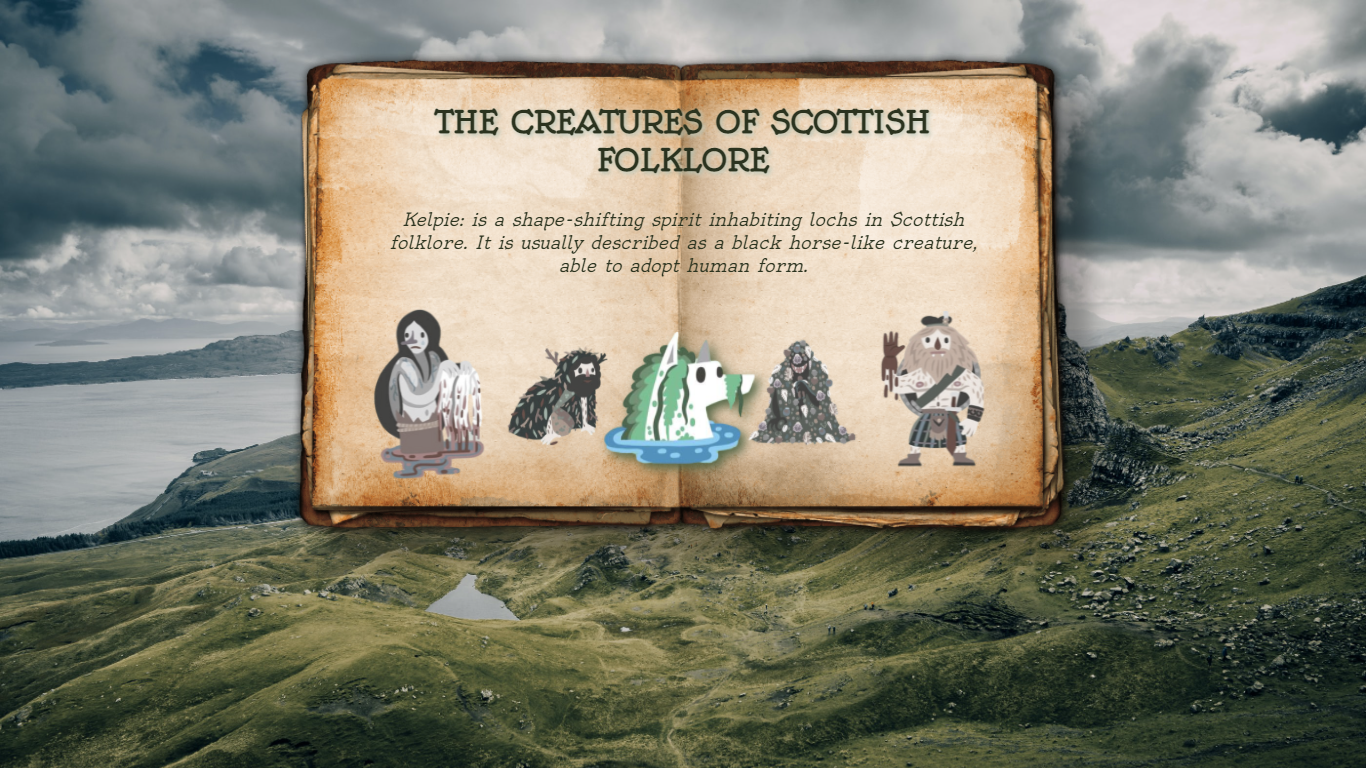 THE CREATURES OF SCOTTISH
FOLKLORE
Kelpie: is a shape-shifting spirit inhabiting lochs in Scottish
folklore. It is usually described as a black horse-like creature,
able to adopt human form.